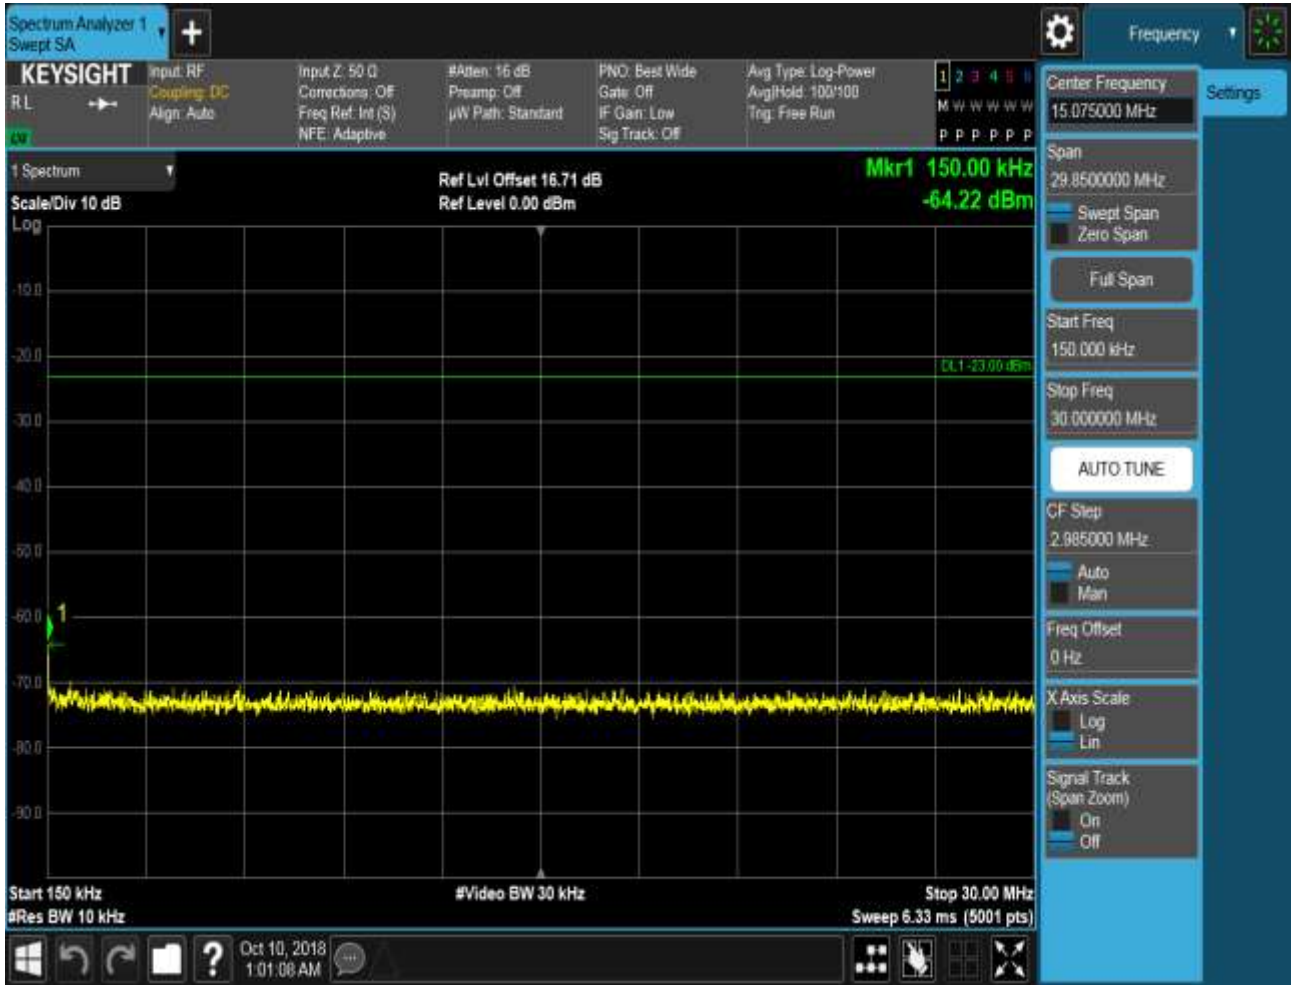 Spectrum Analyzer 1
Swept SA
+
Frequency
KEYSIGHT
R L
LXI
Input: RF
Coupling: DC
Align: Auto
Input Z: 50 Ω
Corrections: Off
Freq Ref: Int (S)
NFE: Adaptive
#Atten: 16 dB
Preamp: Off
µW Path: Standard
PNO: Best Wide
Gate: Off
IF Gain: Low
Sig Track: Off
Avg Type: Log-Power
Avg|Hold: 100/100
Trig: Free Run
1 2 3 4 5 6
M W W W W W
P P P P P P
1 Spectrum
Scale/Div 10 dB
Log
Ref Lvl Offset 16.71 dB
Ref Level 0.00 dBm
Mkr1 150.00 kHz
-64.22 dBm
-10.0
-20.0
DL1 -23.00 dBm
-30.0
-40.0
-50.0
-60.0
1
-70.0
-80.0
-90.0
Start 150 kHz
#Res BW 10 kHz
#Video BW 30 kHz
Stop 30.00 MHz
Sweep 6.33 ms (5001 pts)
Center Frequency
15.075000 MHz
Settings
Span
29.8500000 MHz
Swept Span
Zero Span
Full Span
Start Freq
150.000 kHz
Stop Freq
30.000000 MHz
AUTO TUNE
CF Step
2.985000 MHz
Auto
Man
Freq Offset
0 Hz
X Axis Scale
Log
Lin
Signal Track
(Span Zoom)
On
Off
?
Oct 10, 2018
1:01:08 AM